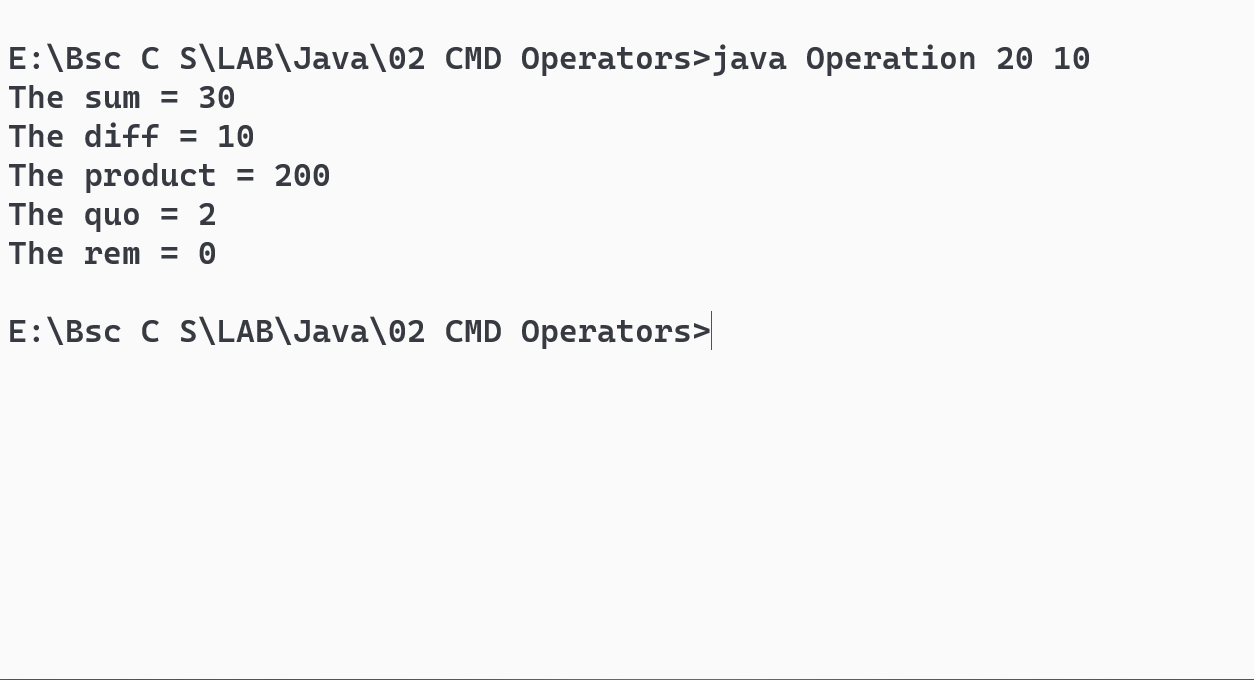 E:\Bsc C S\LAB\Java\02 CMD Operators>java Operation 20 10
The sum = 30
The diff = 10
The product = 200
The quo = 2
The rem = 0
E:\Bsc C S\LAB\Java\02 CMD Operators>